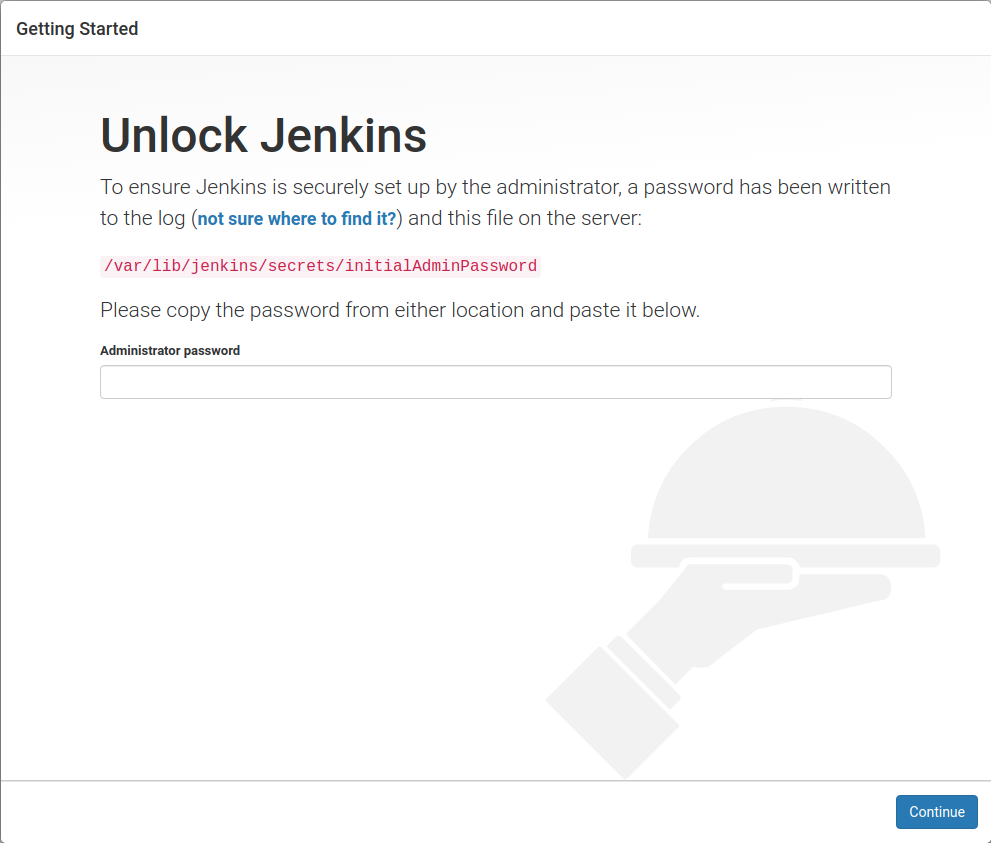 Getting Started
Unlock Jenkins
To ensure Jenkins is securely set up by the administrator, a password has been written
to the log (not sure where to find it?) and this file on the server:
/var/lib/jenkins/secrets/initialAdminPassword
Please copy the password from either location and paste it below.
Administrator password
Continue